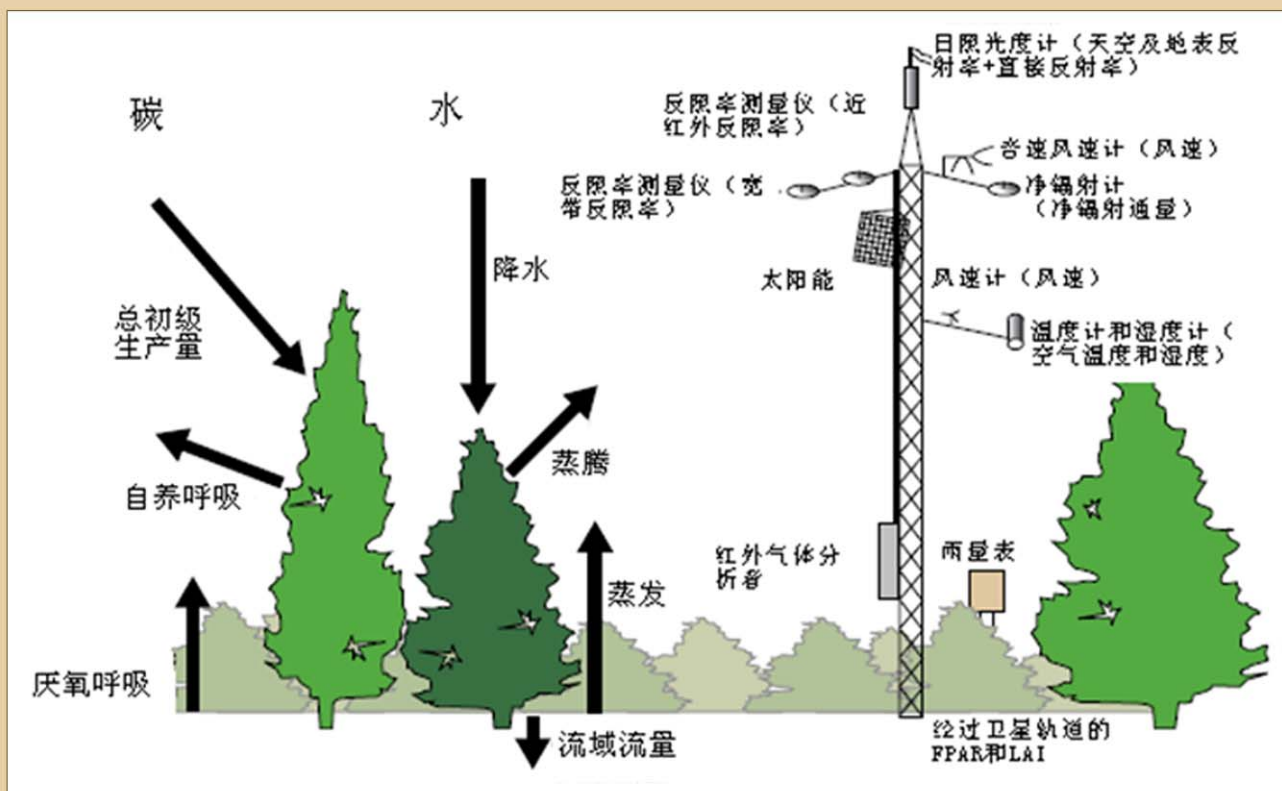 碳
水
总初级
生产量
自养呼吸
厌氧呼吸
降水
蒸腾
蒸发
流域流量
日照光度计（天空及地表反
射率+直接反射率）
反照率测量仪（近
红外反照率）
反照率测量仪（宽
带反照率）
音速风速计（风速）
净辐射计
（净辐射通量）
太阳能
风速计（风速）
温度计和湿度计（
空气温度和湿度）
红外气体分
析着
雨量表
经过卫星轨道的
FPAR和LAI